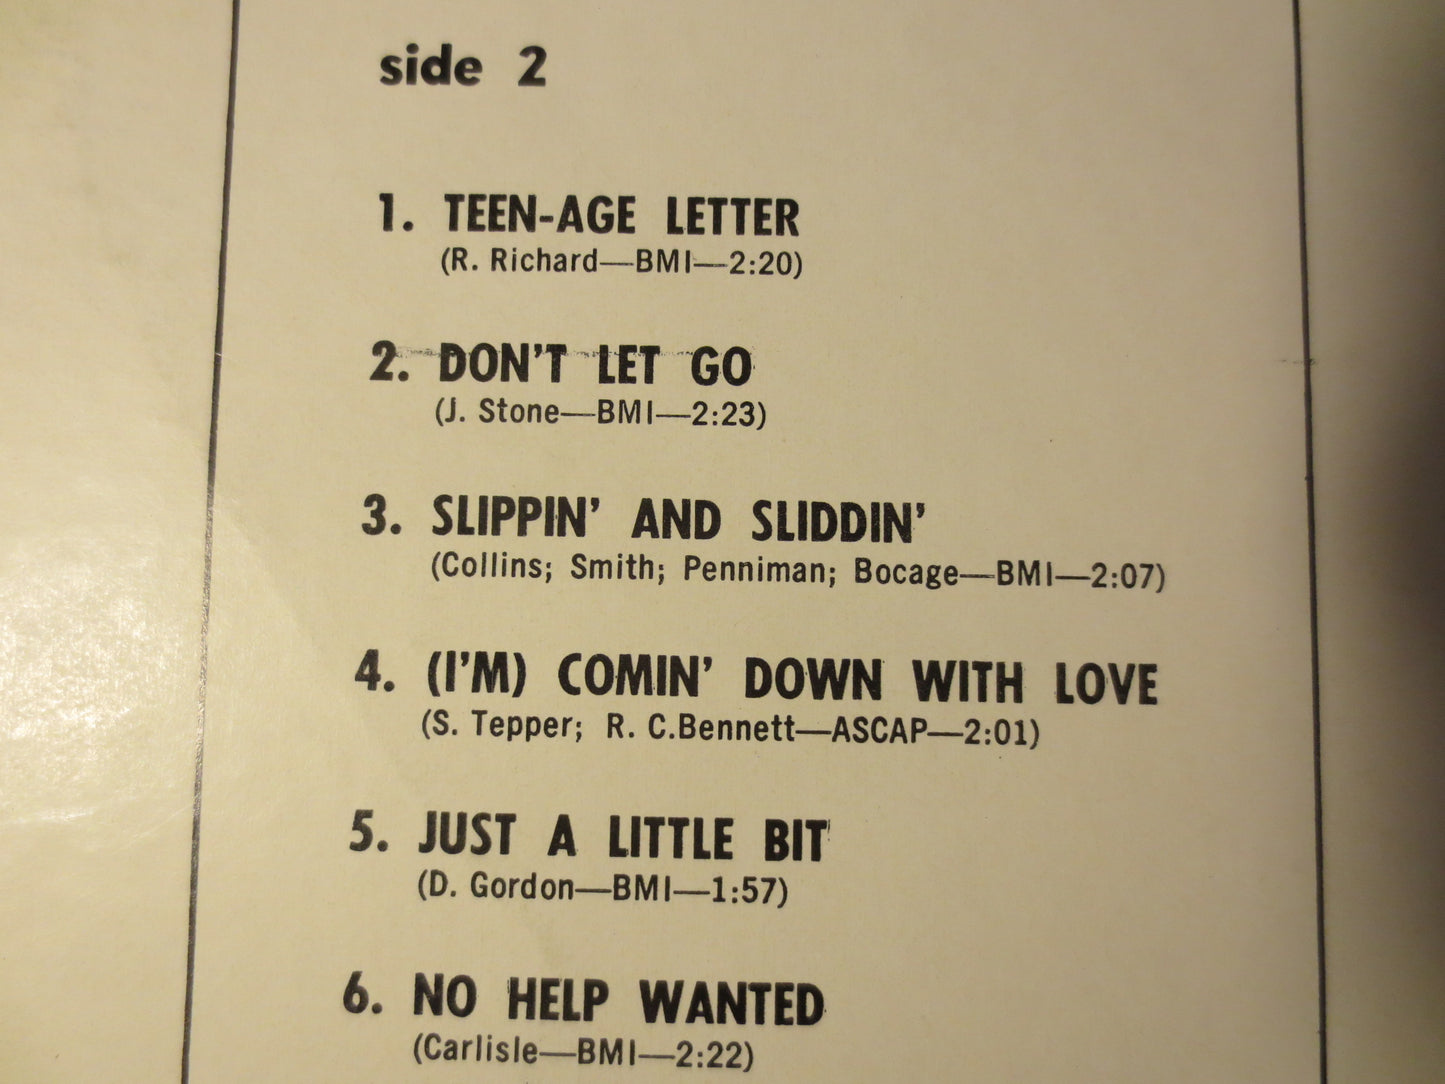 side 2
1. TEEN-AGE LETTER
(R. Richard—BMI—2:20)
2. DON'T LET GO
(J. Stone—BMI—2:23)
3. SLIPPIN' AND SLIDDIN'
(Collins; Smith; Penniman; Bocage—BMI—2:07)
4. (I'M) COMIN' DOWN WITH LOVE
(S. Tepper; R. C.Bennett—ASCAP—2:01)
5. JUST A LITTLE BIT
(D. Gordon—BMI—1:57)
6. NO HELP WANTED
(Carlisle—BMI—2:22)